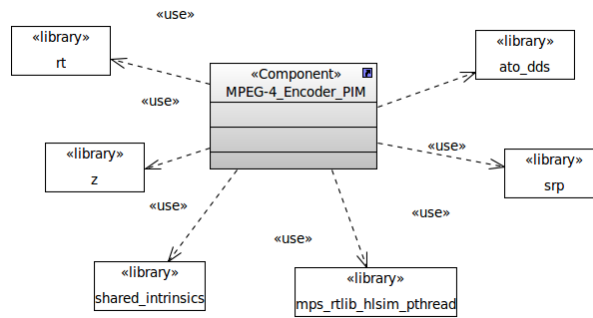 «use»
«use»
«library»
rt
«library»
ato_dds
«Component»
MPEG-4_Encoder_PIM
«use»
«use»
«library»
z
«library»
srp
«use»
«use»
«use»
«library»
shared_intrinsics
«library»
mps_rtlib_hlsim_pthread